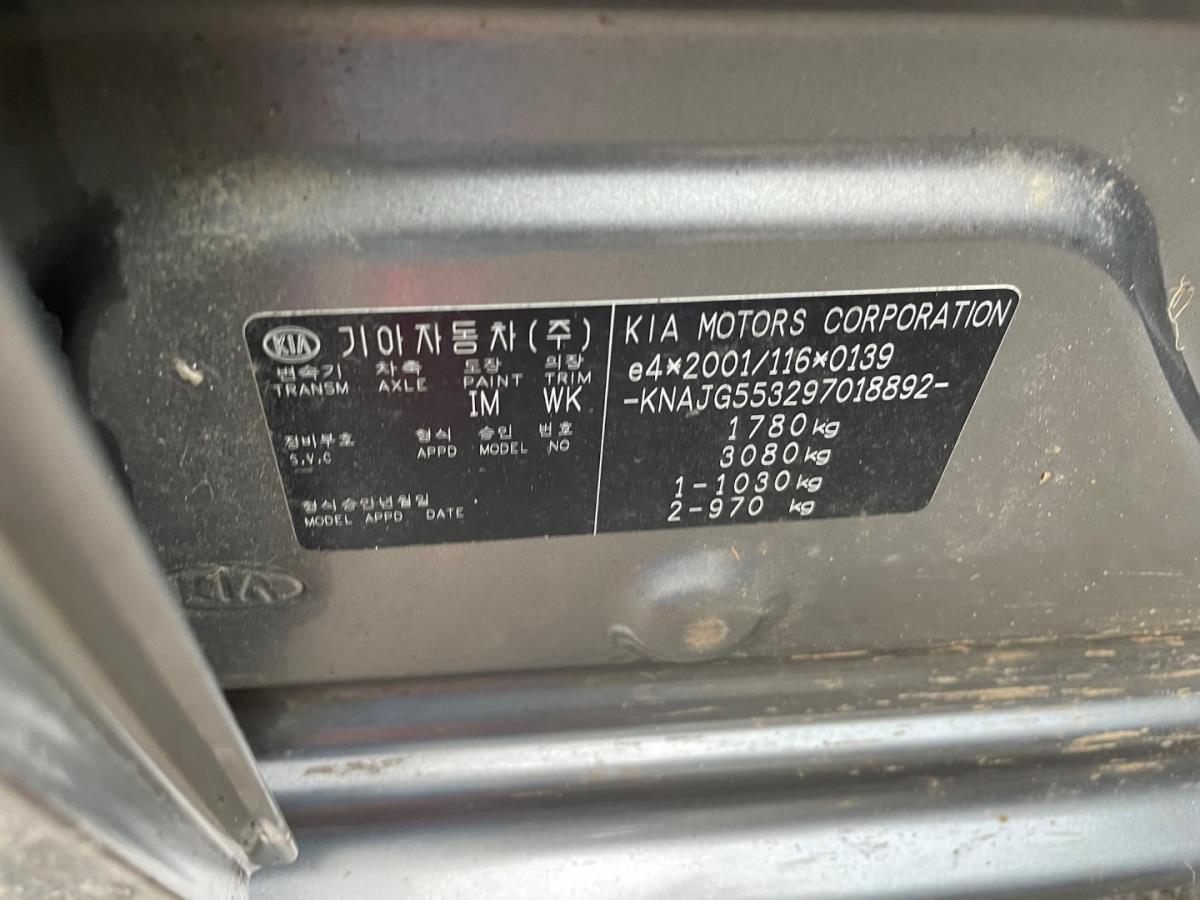 KIA 기아자동차(주)
변속기 차축 도장 의장
TRANSM AXLE PAINT TRIM
IM WK
정비부호 형식 승인 번호
S.V.C APPD MODEL NO
형식승인년월일
MODEL APPD DATE
KIA MOTORS CORPORATION
e4*2001/116*0139
-KNAJG553297018892-
1780kg
3080kg
1-1030kg
2-970 kg
KIA